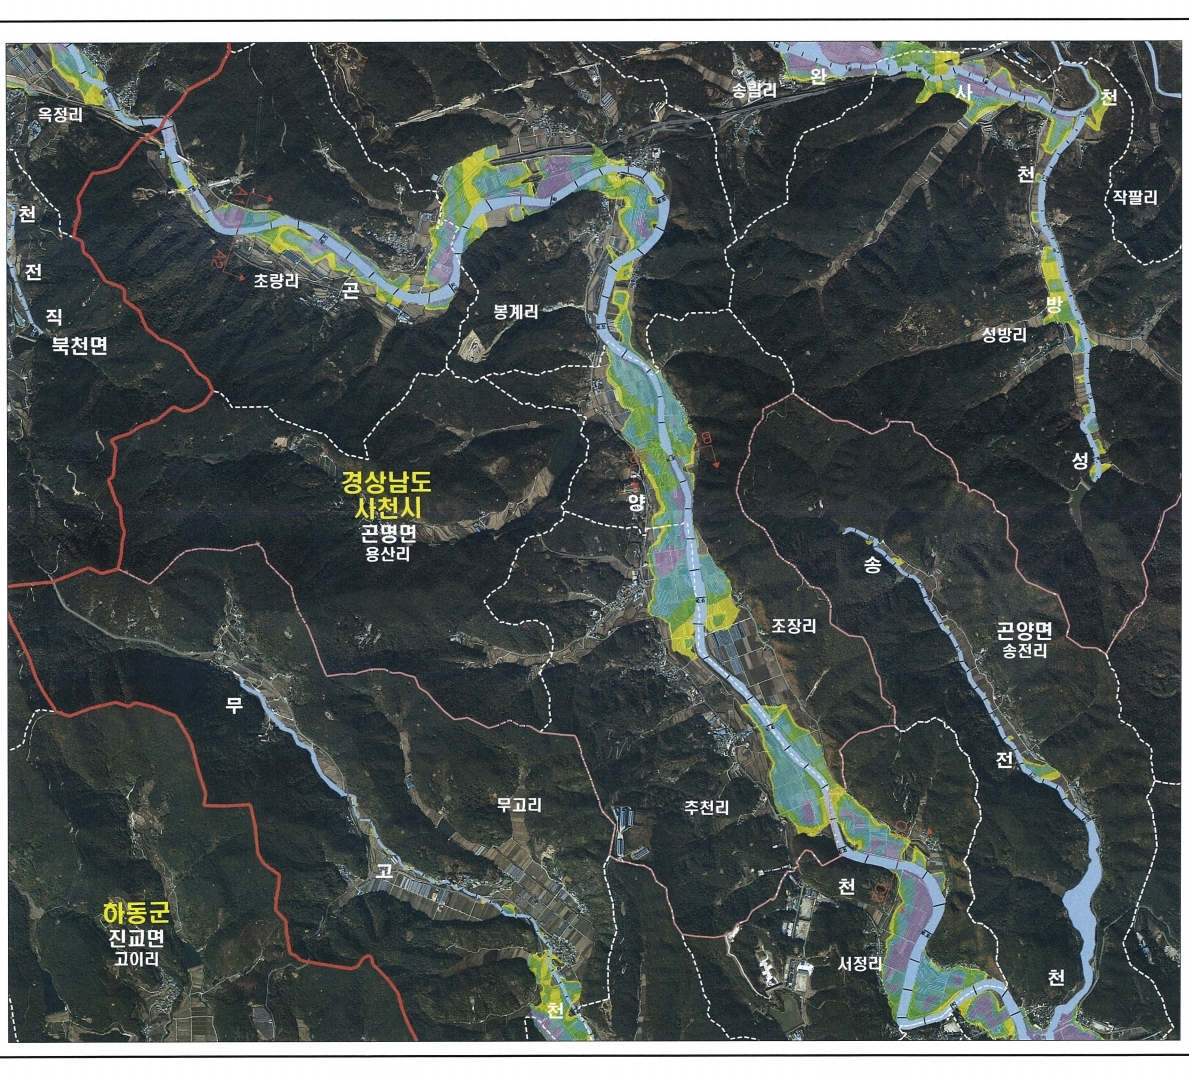 옥정리
송림리
완
사
천
천
작팔리
천
전
직
북천면
초량리
곤
봉계리
방
성방리
성
경상남도
사천시
곤명면
용산리
양
송
조장리
곤양면
송전리
무
전
무고리
추천리
고
천
하동군
진교면
고이리
서정리
천
천